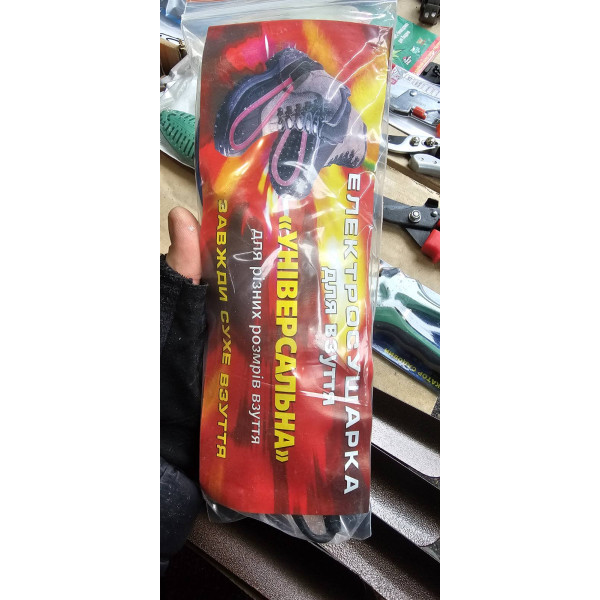 ЕЛЕКТРОСУШАРКА
для взуття
«УНІВЕРСАЛЬНА»
для різних розмірів взуття
ЗАВЖДИ СУХЕ ВЗУТТЯ